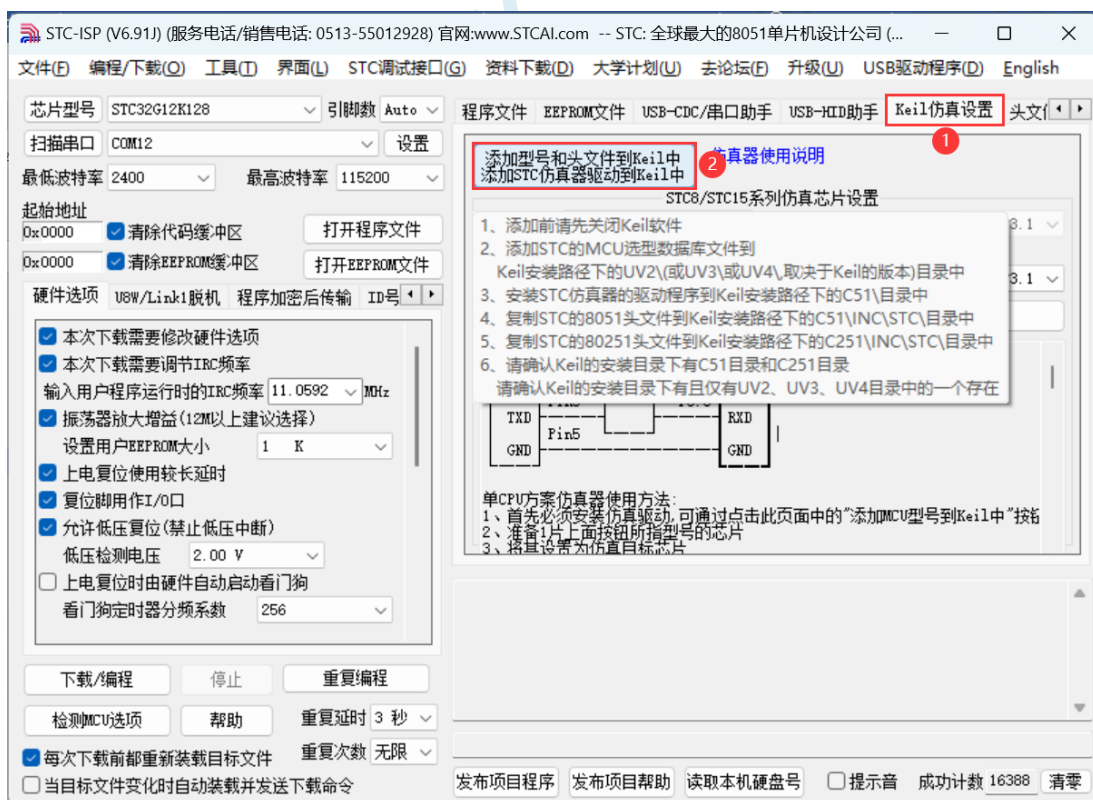 STC-ISP (V6.91J) (服务电话/销售电话: 0513-55012928) 官网:www.STCAI.com -- STC: 全球最大的8051单片机设计公司 (...
文件(F) 编程/下载(O) 工具(T) 界面(L) STC调试接口(G) 资料下载(D) 大学计划(U) 去论坛(F) 升级(U) USB驱动程序(D) English
芯片型号 STC32G12K128 引脚数 Auto
扫描串口 COM12 设置
最低波特率 2400 最高波特率 115200
起始地址
0x0000 清除代码缓冲区 打开程序文件
0x0000 清除EEPROM缓冲区 打开EEPROM文件
硬件选项 U8W/Link1脱机 程序加密后传输 ID号
本次下载需要修改硬件选项
本次下载需要调节IRC频率
输入用户程序运行时的IRC频率 11.0592 MHz
振荡器放大增益(12M以上建议选择)
设置用户EEPROM大小 1 K
上电复位使用较长延时
复位脚用作I/O口
允许低压复位(禁止低压中断)
低压检测电压 2.00 V
上电复位时由硬件自动启动看门狗
看门狗定时器分频系数 256
下载/编程 停止 重复编程
检测MCU选项 帮助 重复延时 3 秒
每次下载前都重新装载目标文件 重复次数 无限
当目标文件变化时自动装载并发送下载命令
程序文件 EEPROM文件 USB-CDC/串口助手 USB-HID助手 Keil仿真设置 头文件
1
添加型号和头文件到Keil中
添加STC仿真器驱动到Keil中
2
仿真器使用说明
STC8/STC15系列仿真芯片设置
3.1
3.1
1、添加前请先关闭Keil软件
2、添加STC的MCU选型数据库文件到
Keil安装路径下的UV2\(或UV3\或UV4\,取决于Keil的版本)目录中
3、安装STC仿真器的驱动程序到Keil安装路径下的C51\目录中
4、复制STC的8051头文件到Keil安装路径下的C51\INC\STC\目录中
5、复制STC的80251头文件到Keil安装路径下的C251\INC\STC\目录中
6、请确认Keil的安装目录下有C51目录和C251目录
请确认Keil的安装目录下有且仅有UV2、UV3、UV4目录中的一个存在
TXD RXD
Pin5
GND GND
单CPU方案仿真器使用方法:
1、首先必须安装仿真驱动,可通过点击此页面中的"添加MCU型号到Keil中"按钮
2、准备1片上面按钮所指型号的芯片
3、将其设置为仿真目标芯片
发布项目程序 发布项目帮助 读取本机硬盘号 提示音 成功计数 16388 清零